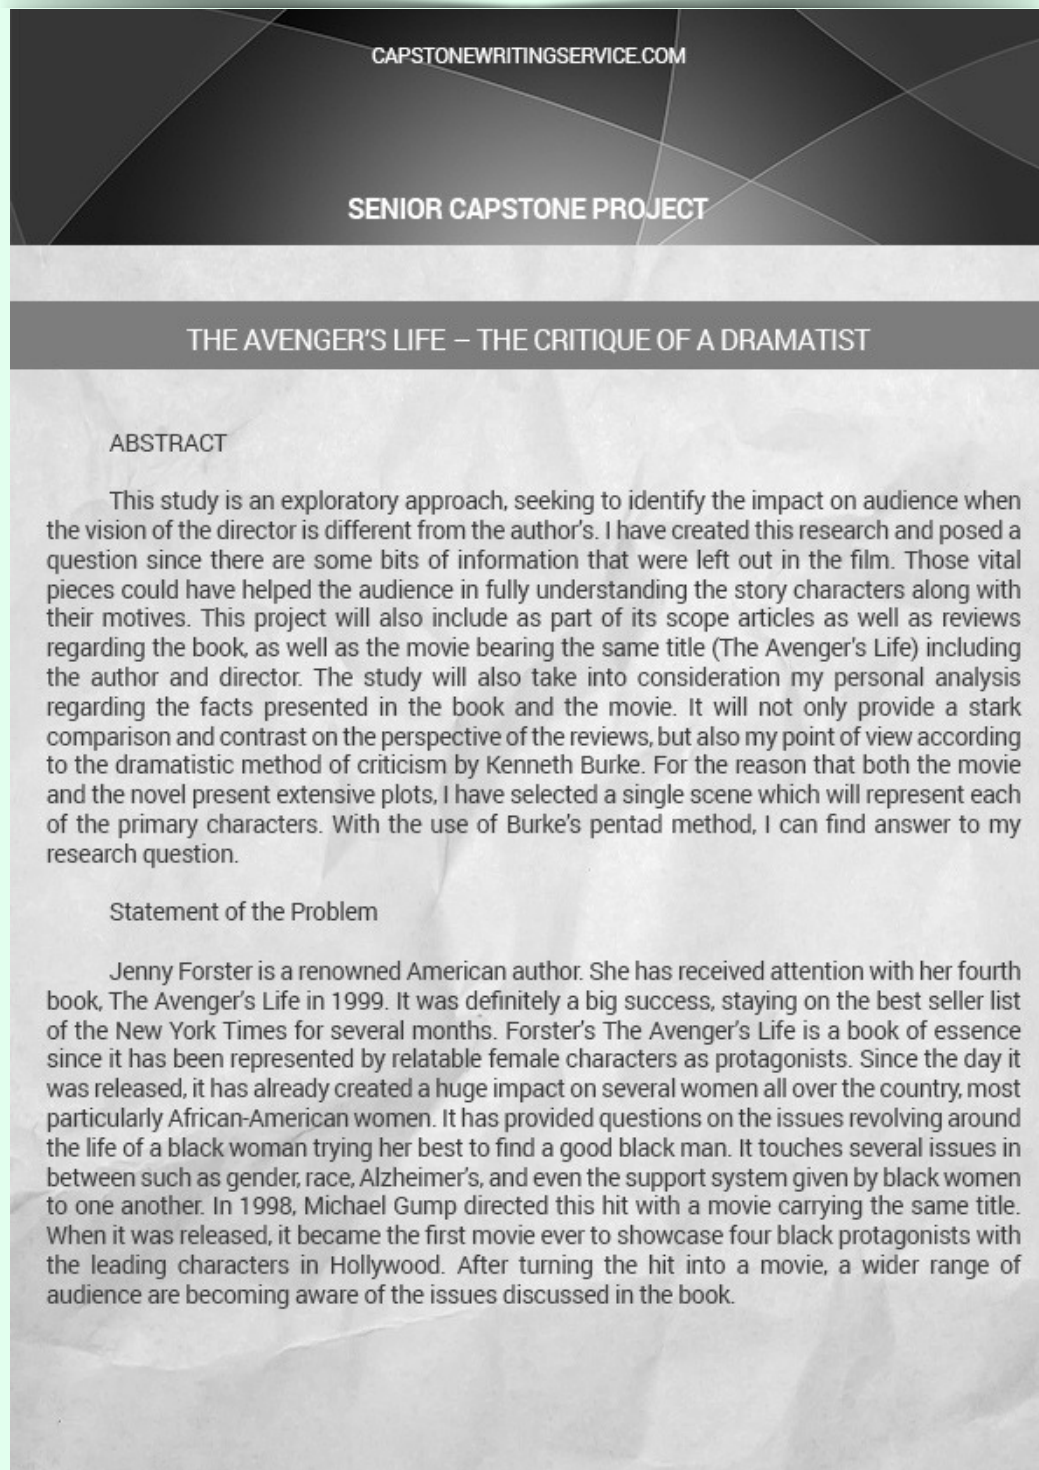 CAPSTONEWRITINGSERVICE.COM
SENIOR CAPSTONE PROJECT
THE AVENGER'S LIFE – THE CRITIQUE OF A DRAMATIST
ABSTRACT
This study is an exploratory approach, seeking to identify the impact on audience when
the vision of the director is different from the author's. I have created this research and posed a
question since there are some bits of information that were left out in the film. Those vital
pieces could have helped the audience in fully understanding the story characters along with
their motives. This project will also include as part of its scope articles as well as reviews
regarding the book, as well as the movie bearing the same title (The Avenger's Life) including
the author and director. The study will also take into consideration my personal analysis
regarding the facts presented in the book and the movie. It will not only provide a stark
comparison and contrast on the perspective of the reviews, but also my point of view according
to the dramatistic method of criticism by Kenneth Burke. For the reason that both the movie
and the novel present extensive plots, I have selected a single scene which will represent each
of the primary characters. With the use of Burke's pentad method, I can find answer to my
research question.
Statement of the Problem
Jenny Forster is a renowned American author. She has received attention with her fourth
book, The Avenger's Life in 1999. It was definitely a big success, staying on the best seller list
of the New York Times for several months. Forster's The Avenger's Life is a book of essence
since it has been represented by relatable female characters as protagonists. Since the day it
was released, it has already created a huge impact on several women all over the country, most
particularly African-American women. It has provided questions on the issues revolving around
the life of a black woman trying her best to find a good black man. It touches several issues in
between such as gender, race, Alzheimer's, and even the support system given by black women
to one another. In 1998, Michael Gump directed this hit with a movie carrying the same title.
When it was released, it became the first movie ever to showcase four black protagonists with
the leading characters in Hollywood. After turning the hit into a movie, a wider range of
audience are becoming aware of the issues discussed in the book.